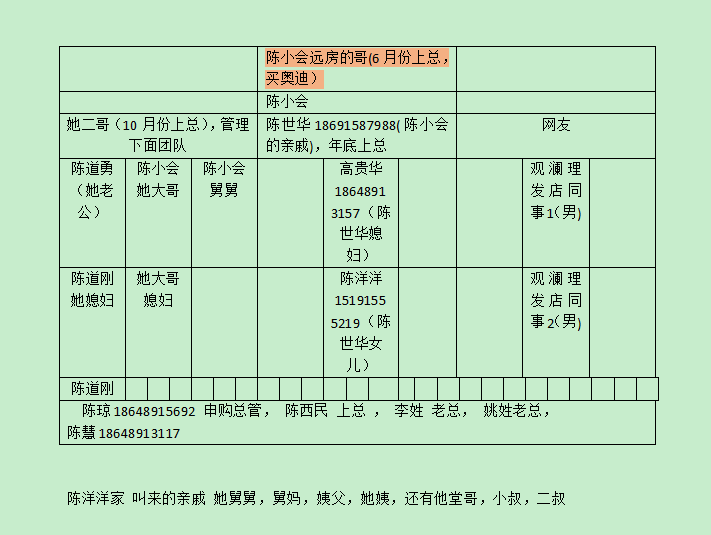 陈小会远房的哥(6 月份上总，
买奥迪）
陈小会
她二哥（10 月份上总），管理
下面团队
陈世华 18691587988( 陈小会
的亲戚)，年底上总
网友
陈道勇
（她老
公）
陈小会
她大哥
陈小会
舅舅
高贵华
1864891
3157（陈
世华媳
妇）
观澜理
发店同
事1（男)
陈道刚
她媳妇
她大哥
媳妇
陈洋洋
1519155
5219（陈
世华女
儿）
观澜理
发店同
事2（男)
陈道刚
陈琼 18648915692 申购总管， 陈西民 上总 ， 李姓 老总， 姚姓老总，
陈慧 18648913117
陈洋洋家 叫来的亲戚 她舅舅，舅妈，姨父，她姨，还有他堂哥，小叔，二叔